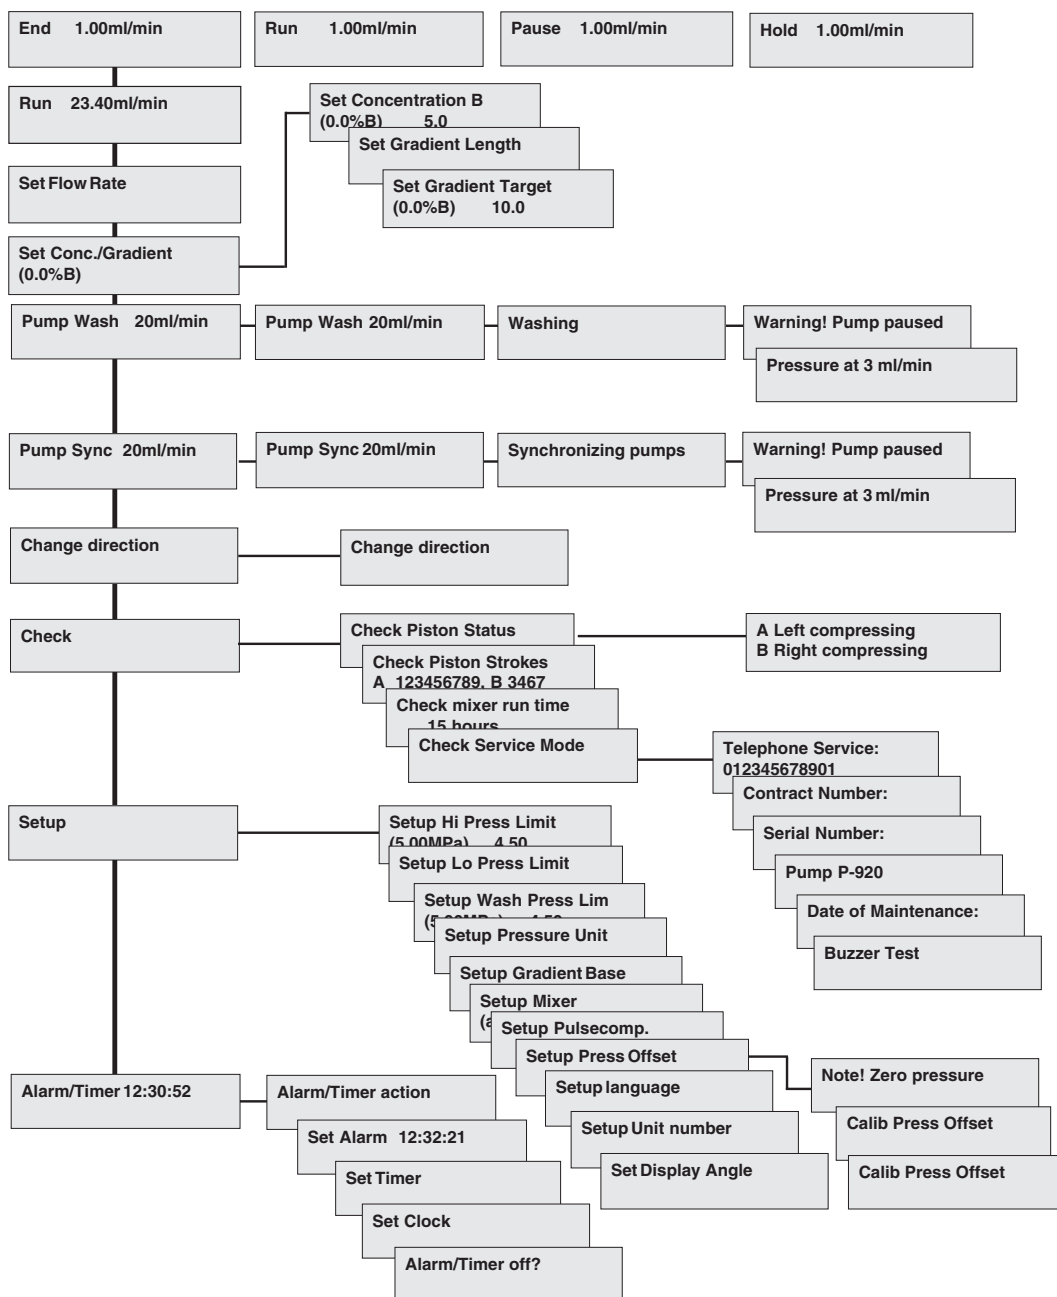 End 1.00ml/min
Run 1.00ml/min
Pause 1.00ml/min
Hold 1.00ml/min
Run 23.40ml/min
Set Concentration B
(0.0%B) 5.0
Set Gradient Length
Set Gradient Target
(0.0%B) 10.0
Set Flow Rate
Set Conc./Gradient
(0.0%B)
Pump Wash 20ml/min
Pump Wash 20ml/min
Washing
Warning! Pump paused
Pressure at 3 ml/min
Pump Sync 20ml/min
Pump Sync 20ml/min
Synchronizing pumps
Warning! Pump paused
Pressure at 3 ml/min
Change direction
Change direction
Check
Check Piston Status
A Left compressing
B Right compressing
Check Piston Strokes
A 123456789, B 3467
Check mixer run time
15 hours
Check Service Mode
Telephone Service:
012345678901
Contract Number:
Serial Number:
Pump P-920
Date of Maintenance:
Buzzer Test
Setup
Setup Hi Press Limit
(5.00MPa) 4.50
Setup Lo Press Limit
Setup Wash Press Lim
Setup Pressure Unit
Setup Gradient Base
Setup Mixer
Setup Pulsecomp.
Setup Press Offset
Note! Zero pressure
Calib Press Offset
Calib Press Offset
Setup language
Setup Unit number
Set Display Angle
Alarm/Timer 12:30:52
Alarm/Timer action
Set Alarm 12:32:21
Set Timer
Set Clock
Alarm/Timer off?